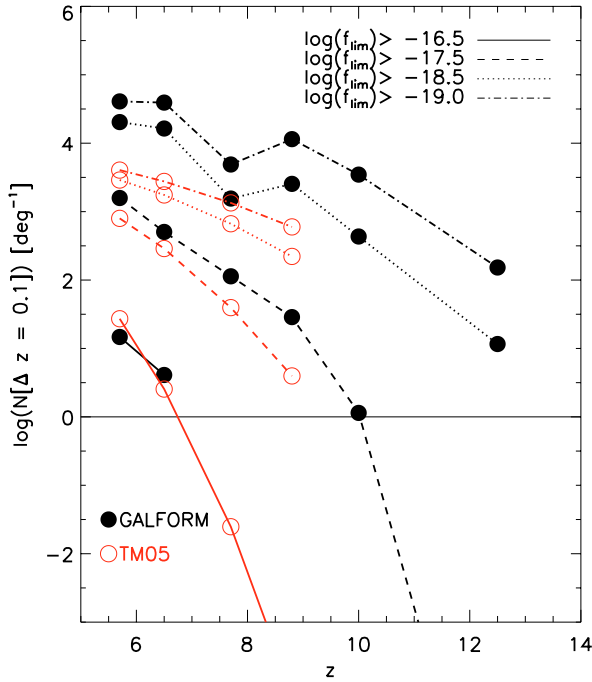 6
4
2
0
−2
log(N[Δ z = 0.1]) [deg⁻¹]
log(f_lim)> −16.5
log(f_lim)> −17.5
log(f_lim)> −18.5
log(f_lim)> −19.0
GALFORM
TM05
6 8 10 12 14
z